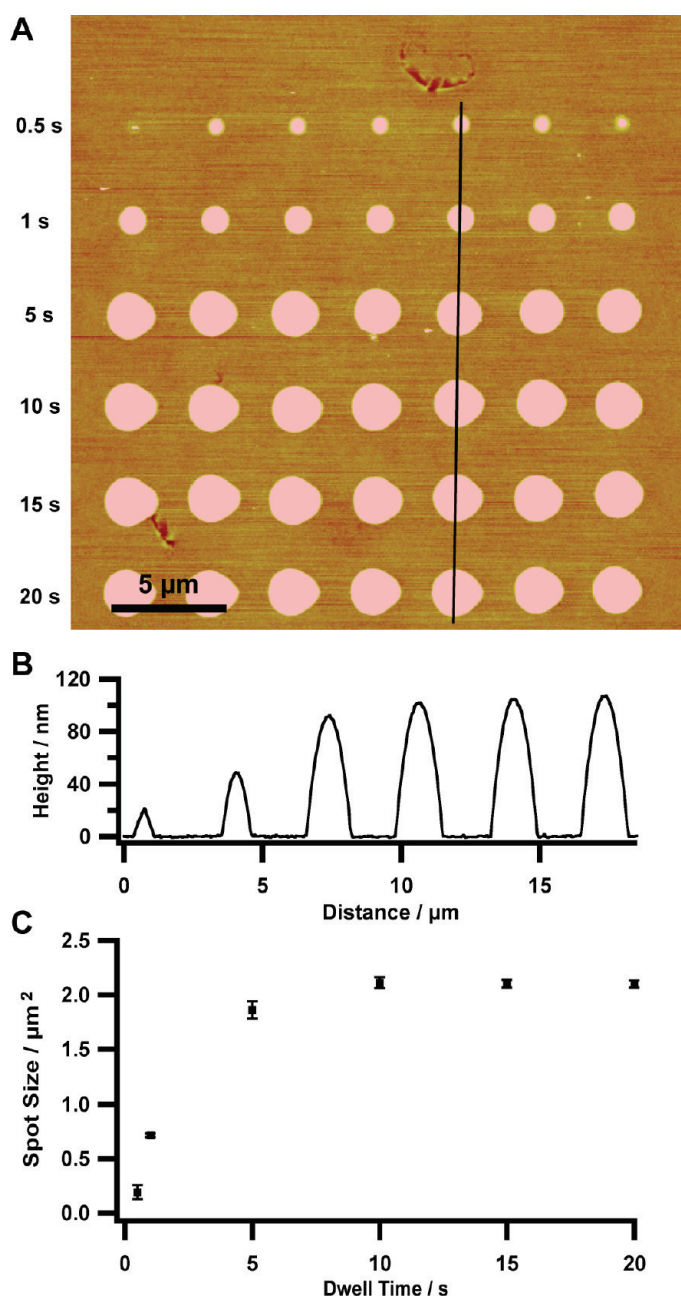 A
0.5 s
1 s
5 s
10 s
15 s
20 s
5 µm
B
Height / nm
120
80
40
0
0 5 10 15
Distance / µm
C
Spot Size / µm²
2.5
2.0
1.5
1.0
0.5
0.0
0 5 10 15 20
Dwell Time / s